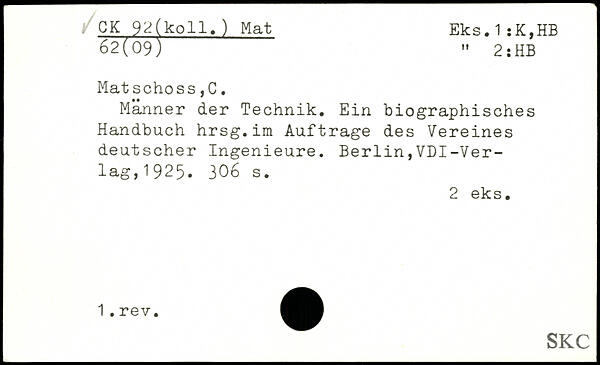 CK 92(koll.) Mat
Eks.1:K,HB
62(09)
" 2:HB
Matschoss,C.
Männer der Technik. Ein biographisches
Handbuch hrsg.im Auftrage des Vereines
deutscher Ingenieure. Berlin,VDI-Ver-
lag,1925. 306 s.
2 eks.
1.rev.
SKC